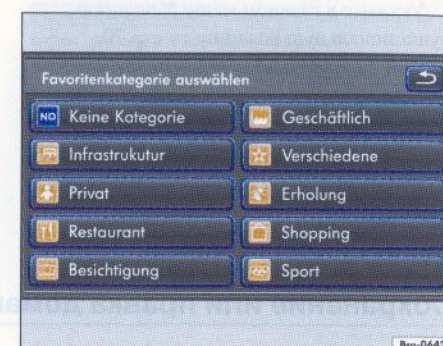 Favoritenkategorie auswählen
NO Keine Kategorie
Geschäftlich
Infrastrukutur
Verschiedene
Privat
Erholung
Restaurant
Shopping
Besichtigung
Sport